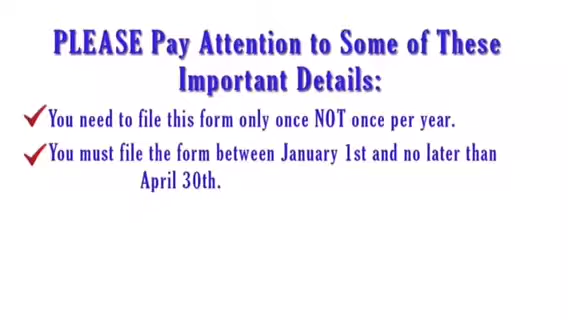 PLEASE Pay Attention to Some of These
Important Details:
You need to file this form only once NOT once per year.
You must file the form between January 1st and no later than
April 30th.